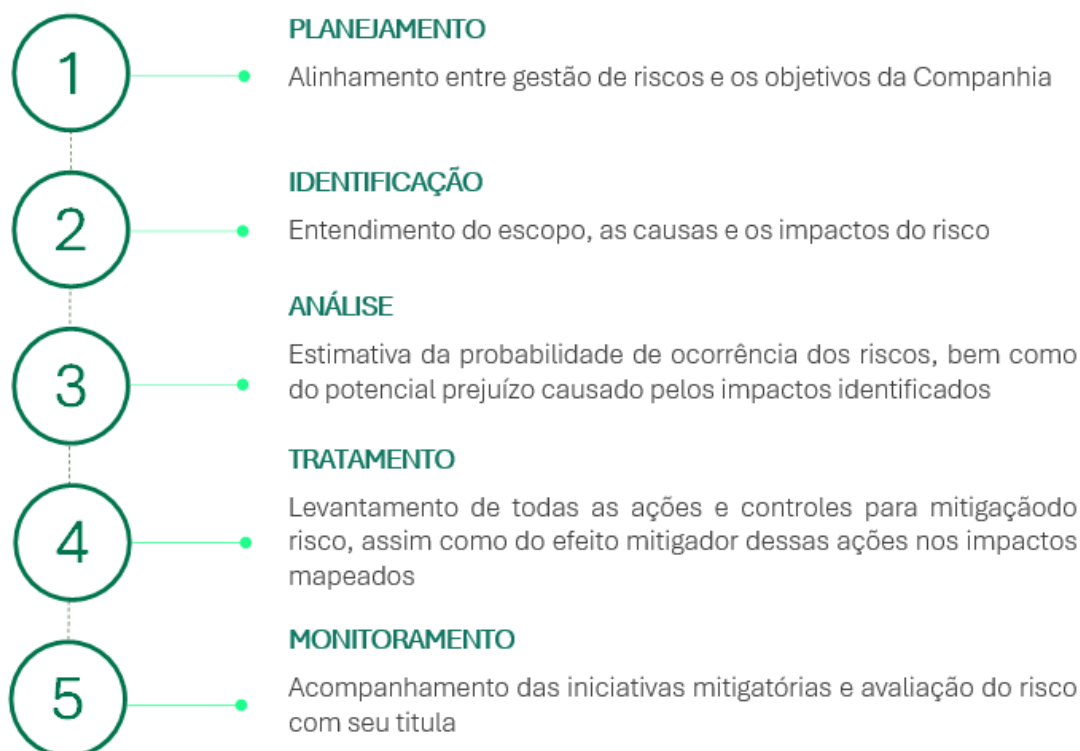 1
PLANEJAMENTO
Alinhamento entre gestão de riscos e os objetivos da Companhia
2
IDENTIFICAÇÃO
Entendimento do escopo, as causas e os impactos do risco
3
ANÁLISE
Estimativa da probabilidade de ocorrência dos riscos, bem como
do potencial prejuízo causado pelos impactos identificados
4
TRATAMENTO
Levantamento de todas as ações e controles para mitigaçãodo
risco, assim como do efeito mitigador dessas ações nos impactos
mapeados
5
MONITORAMENTO
Acompanhamento das iniciativas mitigatórias e avaliação do risco
com seu titula